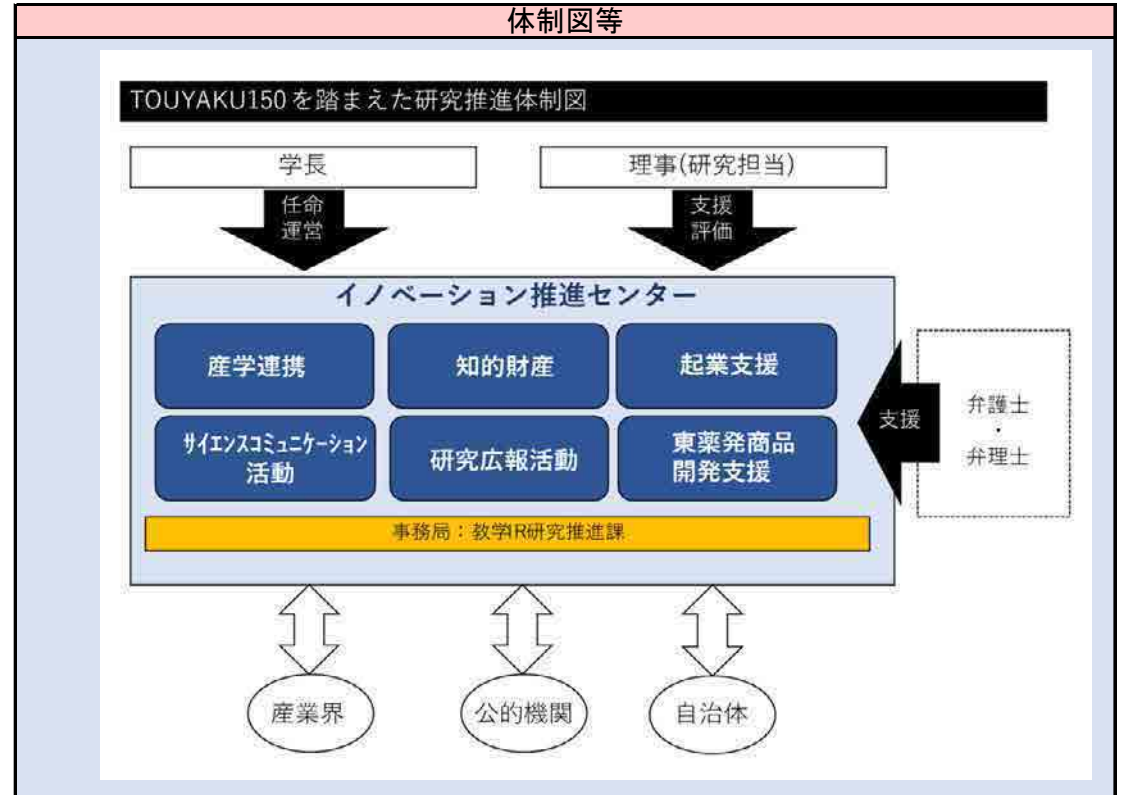 体制図等
TOUYAKU150を踏まえた研究推進体制図
学長
理事(研究担当)
任命
運営
支援
評価
イノベーション推進センター
産学連携
知的財産
起業支援
サイエンスコミュニケーション
活動
研究広報活動
東薬発商品
開発支援
支援
弁護士
・
弁理士
事務局：教学IR研究推進課
産業界
公的機関
自治体